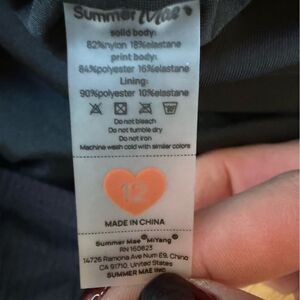 Summer Mae
solid body:
82%nylon 18%elastane
print body:
84%polyester 16%elastane
Lining:
90%polyester 10%elastane
Do not bleach
Do not tumble dry
Do not iron
Machine wash cold with similar colors
12
MADE IN CHINA
Summer Mae® MiYang®
RN 160623
14726 Ramona Ave Num E9, Chino
CA 91710, United States
SUMMER MAE INC